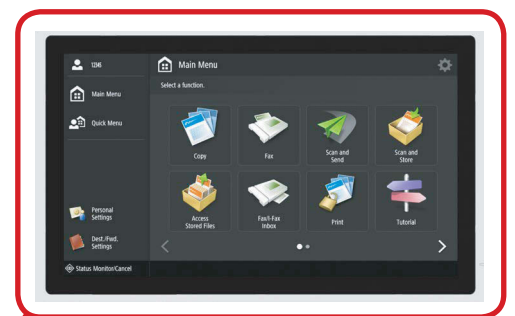 12345
Main Menu
Quick Menu
Personal
Settings
Dest./Fwd.
Settings
Status Monitor/Cancel
Main Menu
Select a function.
Copy
Fax
Scan and
Send
Scan and
Store
Access
Stored Files
Fax/I-Fax
Inbox
Print
Tutorial